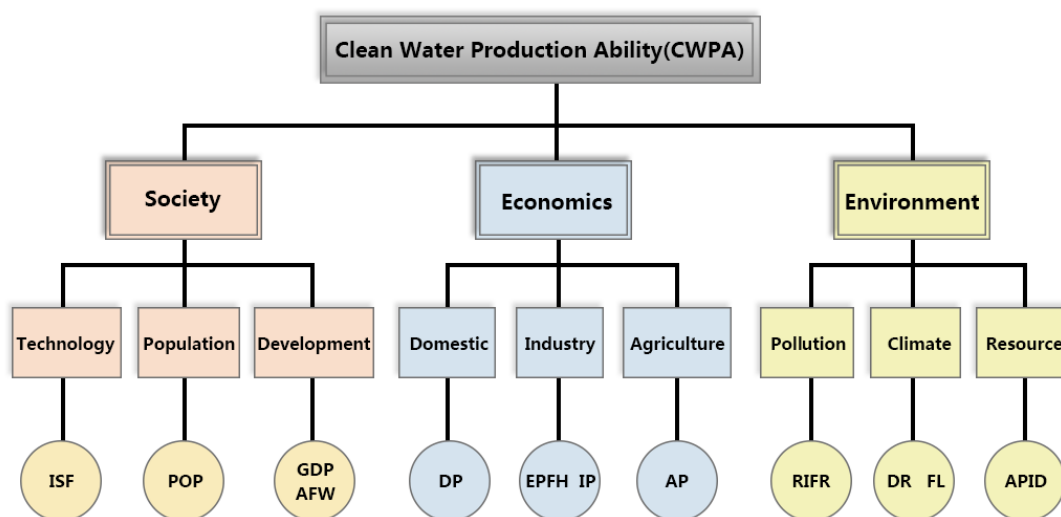 Clean Water Production Ability(CWPA)
Society
Economics
Environment
Technology
Population
Development
Domestic
Industry
Agriculture
Pollution
Climate
Resource
ISF
POP
GDP
AFW
DP
EPFH IP
AP
RIFR
DR FL
APID